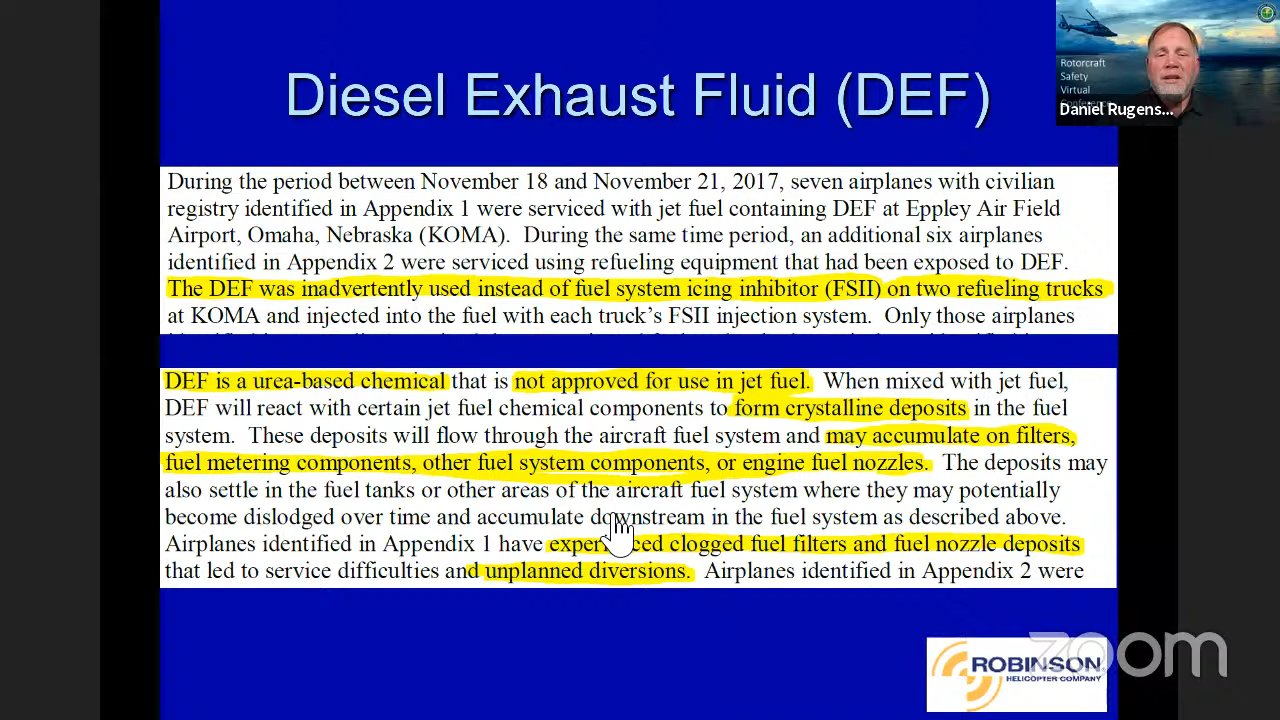 Diesel Exhaust Fluid (DEF)
Rotorcraft
Safety
Virtual
Daniel Rugens...
During the period between November 18 and November 21, 2017, seven airplanes with civilian
registry identified in Appendix 1 were serviced with jet fuel containing DEF at Eppley Air Field
Airport, Omaha, Nebraska (KOMA). During the same time period, an additional six airplanes
identified in Appendix 2 were serviced using refueling equipment that had been exposed to DEF.
The DEF was inadvertently used instead of fuel system icing inhibitor (FSII) on two refueling trucks
at KOMA and injected into the fuel with each truck's FSII injection system. Only those airplanes
DEF is a urea-based chemical that is not approved for use in jet fuel. When mixed with jet fuel,
DEF will react with certain jet fuel chemical components to form crystalline deposits in the fuel
system. These deposits will flow through the aircraft fuel system and may accumulate on filters,
fuel metering components, other fuel system components, or engine fuel nozzles. The deposits may
also settle in the fuel tanks or other areas of the aircraft fuel system where they may potentially
become dislodged over time and accumulate downstream in the fuel system as described above.
Airplanes identified in Appendix 1 have experienced clogged fuel filters and fuel nozzle deposits
that led to service difficulties and unplanned diversions. Airplanes identified in Appendix 2 were
zoom
ROBINSON
HELICOPTER COMPANY